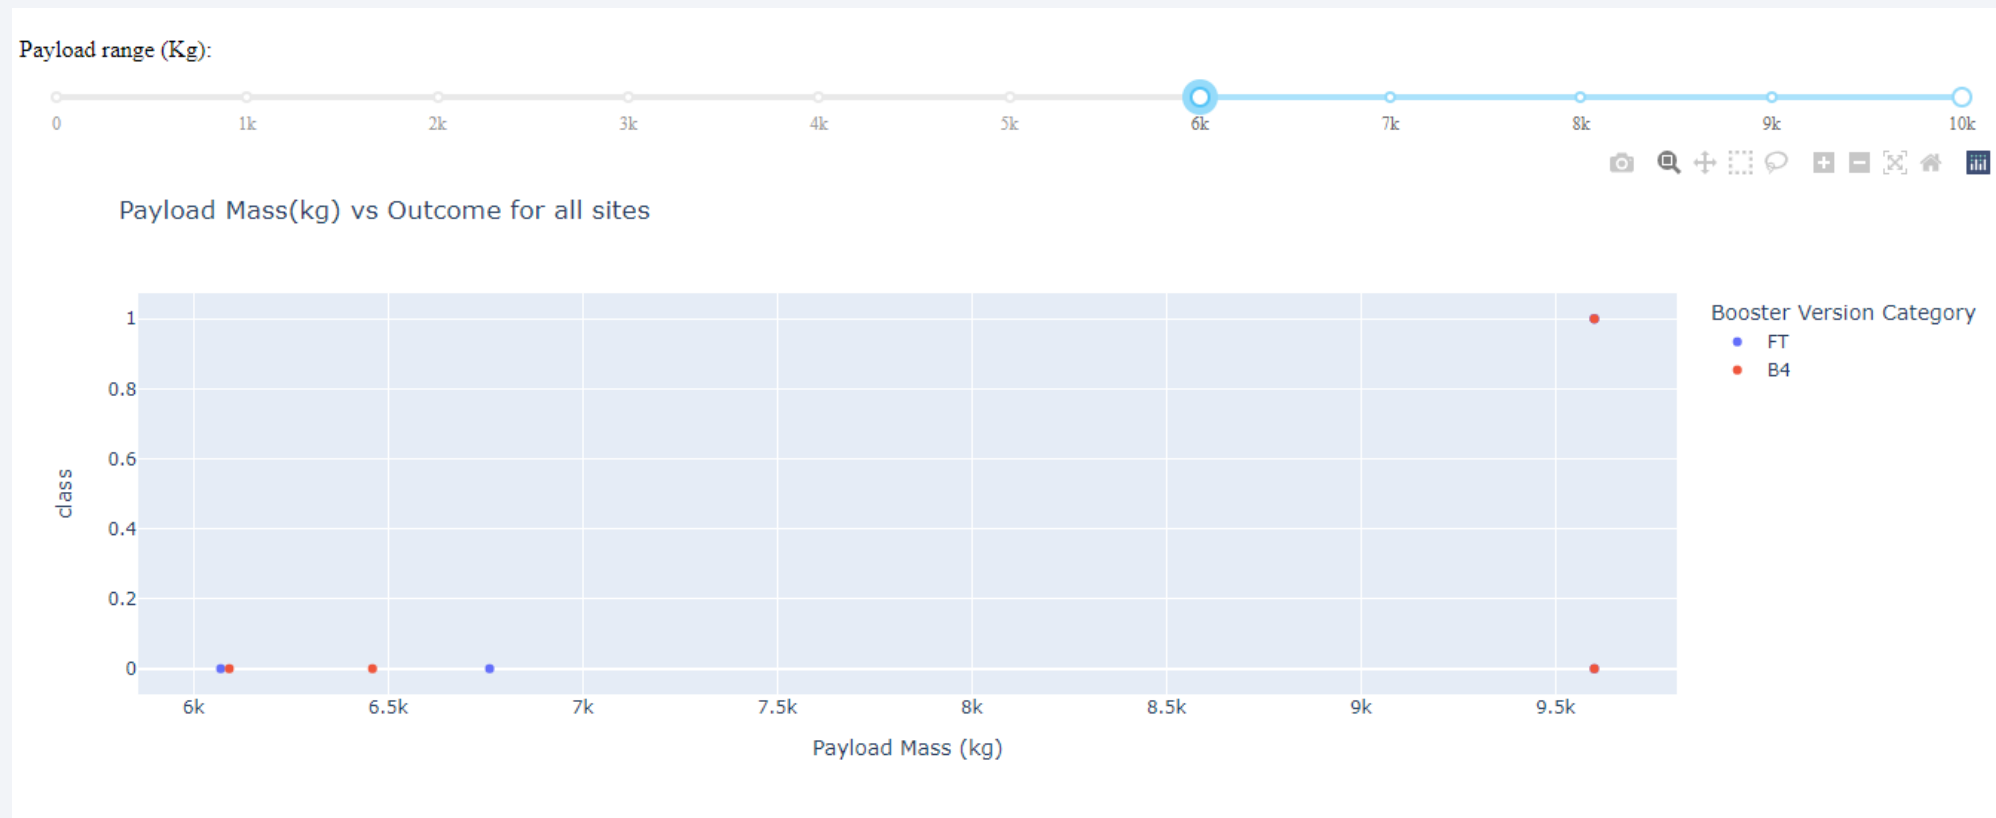 Payload range (Kg):
0 1k 2k 3k 4k 5k 6k 7k 8k 9k 10k
Payload Mass(kg) vs Outcome for all sites
Booster Version Category
FT
B4
1
0.8
0.6
0.4
0.2
0
class
6k 6.5k 7k 7.5k 8k 8.5k 9k 9.5k
Payload Mass (kg)